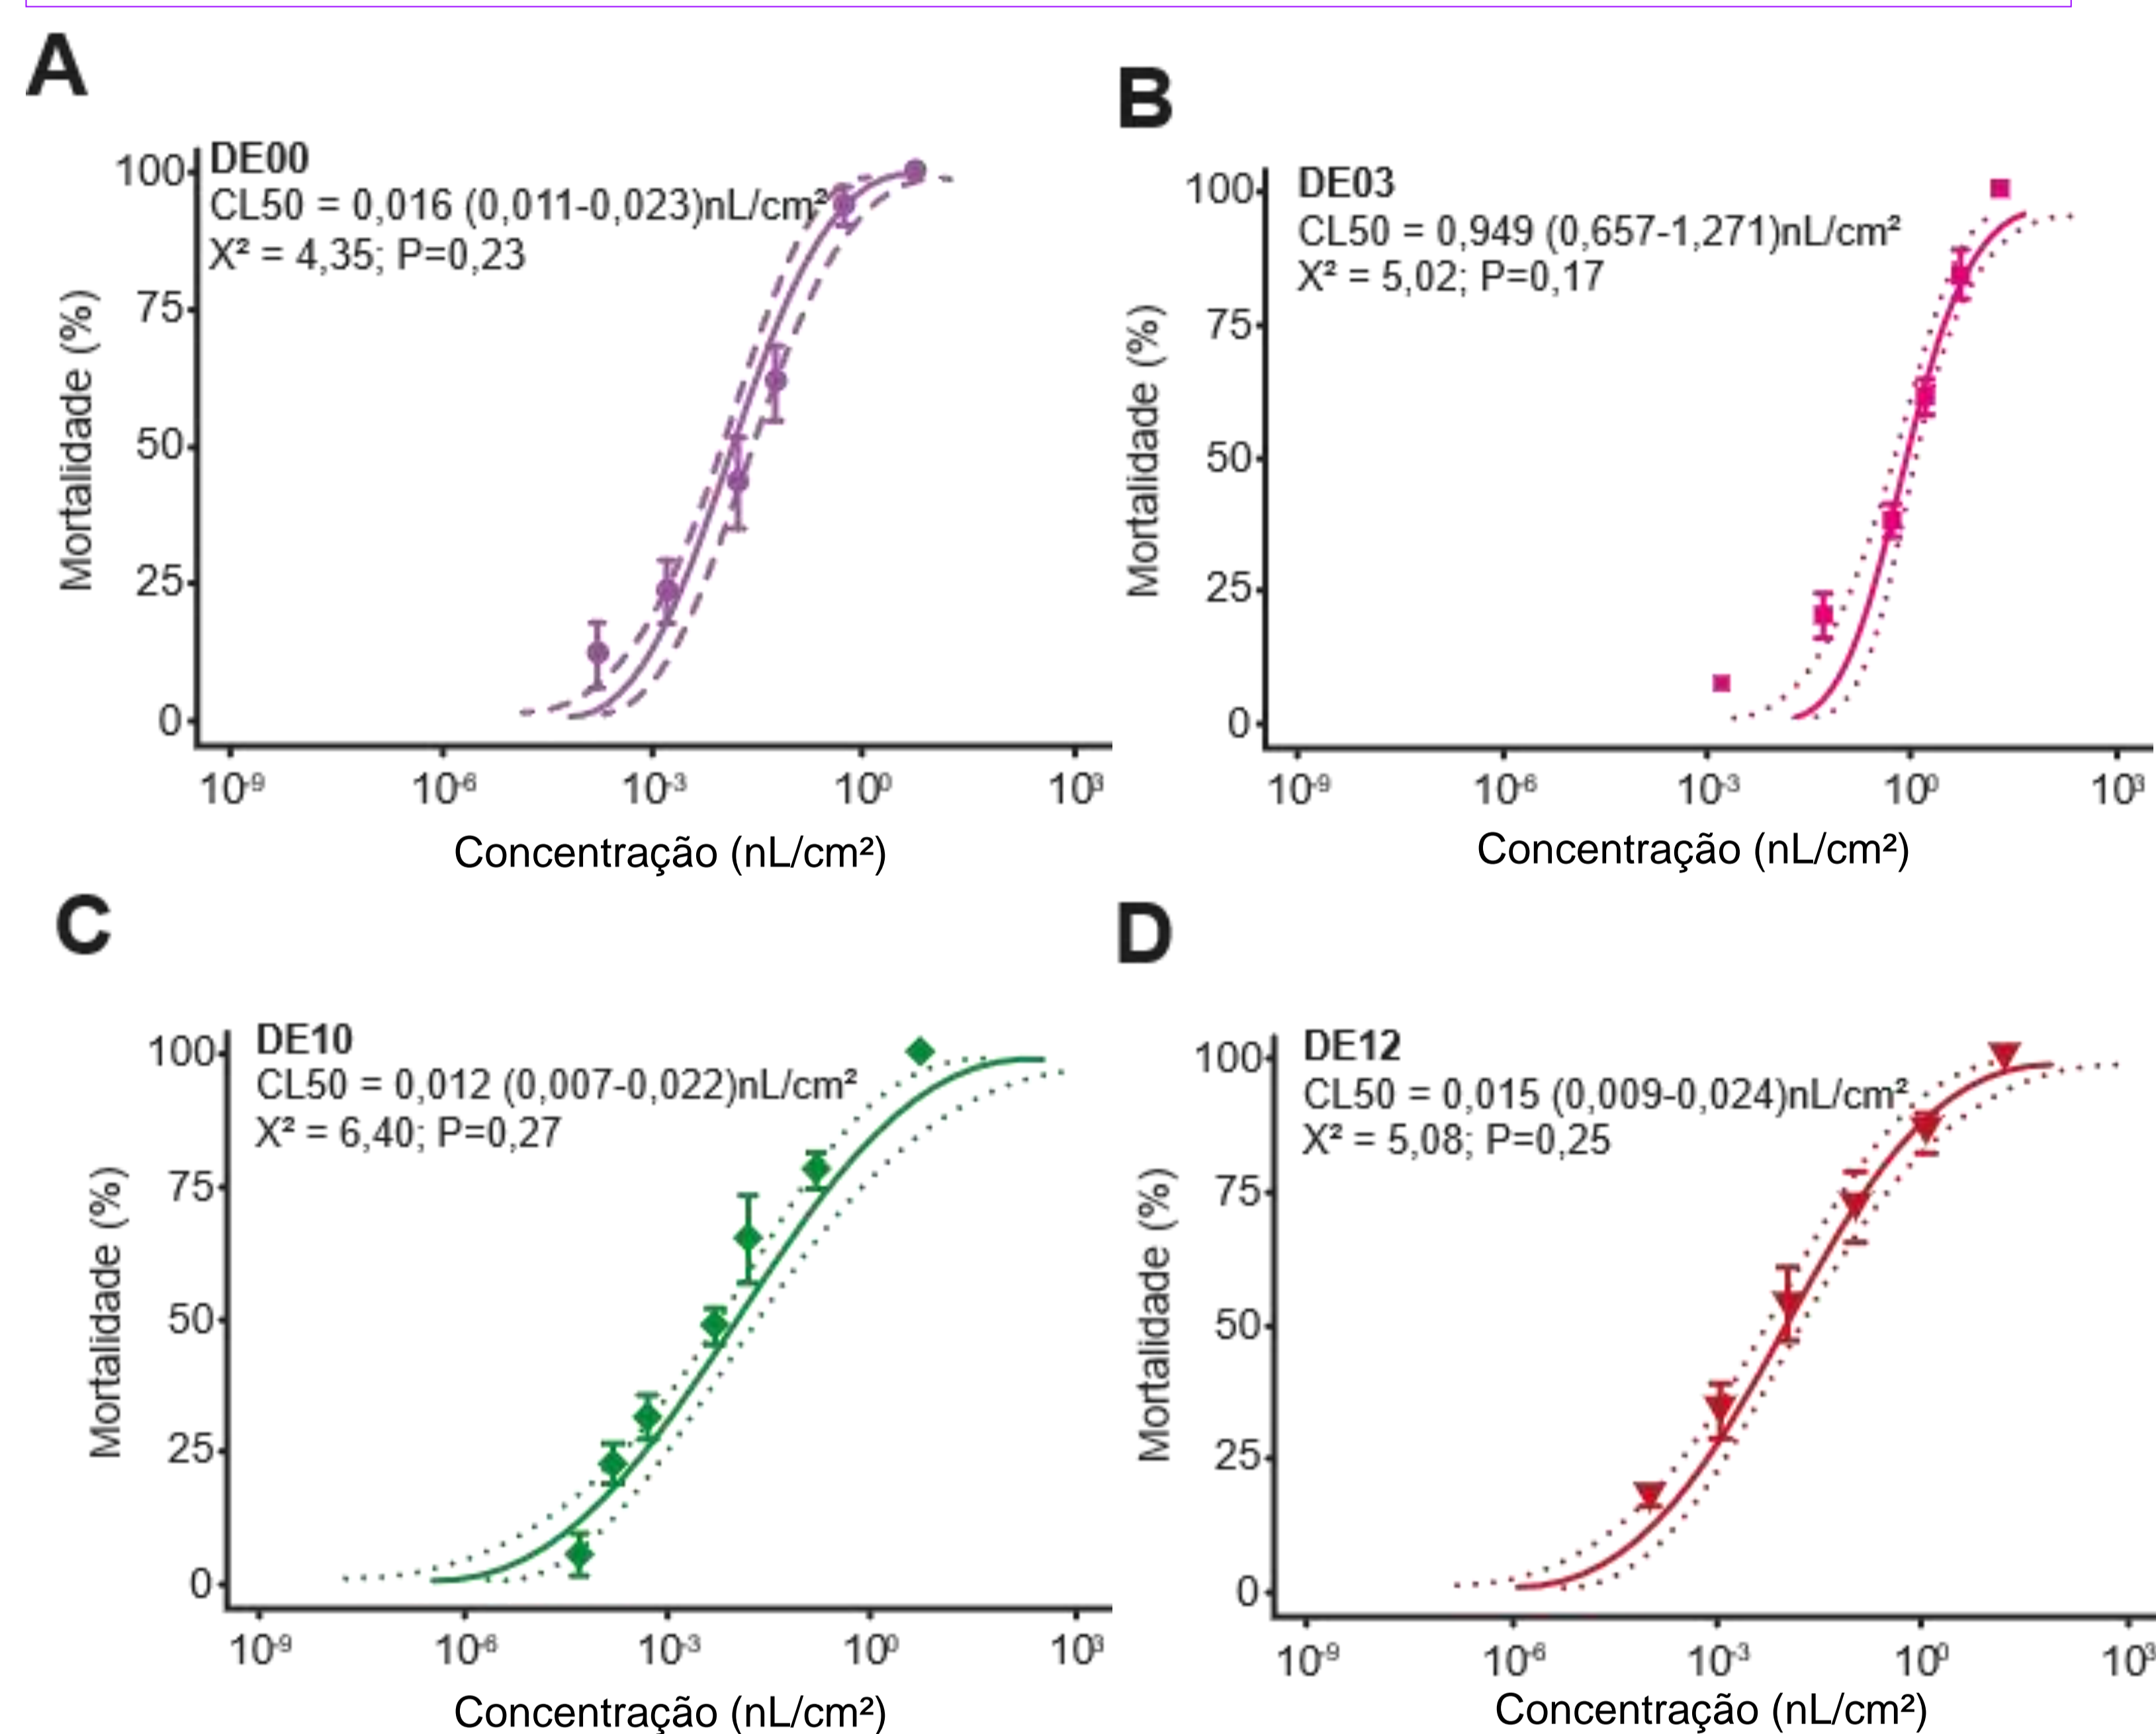 A
DE00
CL50 = 0,016 (0,011-0,023)nL/cm²
X² = 4,35; P=0,23
Mortalidade (%)
100
75
50
25
0
10⁻⁹ 10⁻⁶ 10⁻³ 10⁰ 10³
Concentração (nL/cm²)
B
DE03
CL50 = 0,949 (0,657-1,271)nL/cm²
X² = 5,02; P=0,17
Mortalidade (%)
100
75
50
25
0
10⁻⁹ 10⁻⁶ 10⁻³ 10⁰ 10³
Concentração (nL/cm²)
C
DE10
CL50 = 0,012 (0,007-0,022)nL/cm²
X² = 6,40; P=0,27
Mortalidade (%)
100
75
50
25
0
10⁻⁹ 10⁻⁶ 10⁻³ 10⁰ 10³
Concentração (nL/cm²)
D
DE12
CL50 = 0,015 (0,009-0,024)nL/cm²
X² = 5,08; P=0,25
Mortalidade (%)
100
75
50
25
0
10⁻⁹ 10⁻⁶ 10⁻³ 10⁰ 10³
Concentração (nL/cm²)